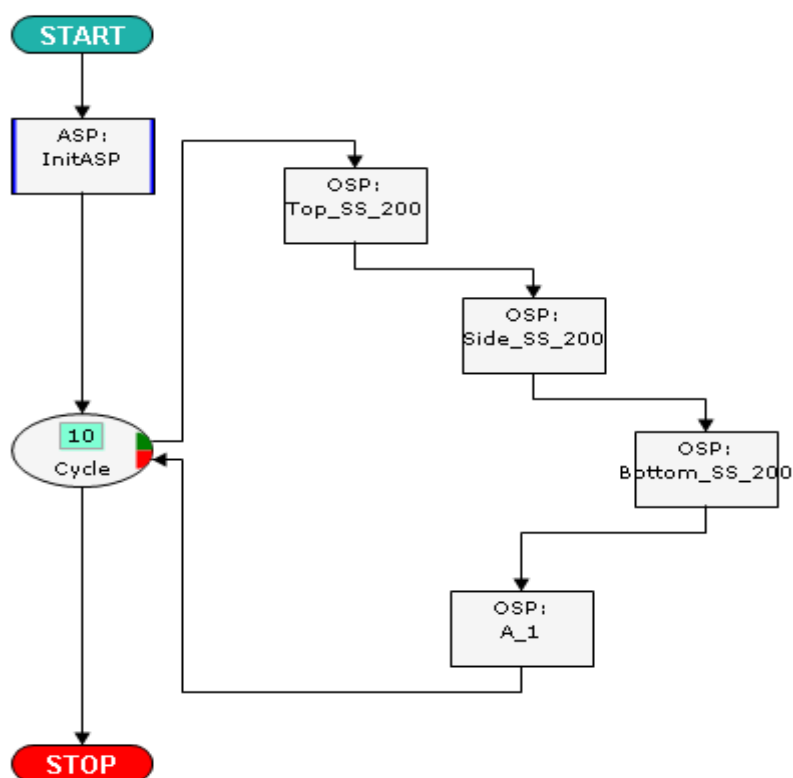 START
ASP:
InitASP
OSP:
Top_SS_200
OSP:
Side_SS_200
OSP:
Bottom_SS_200
OSP:
A_1
10
Cycle
STOP